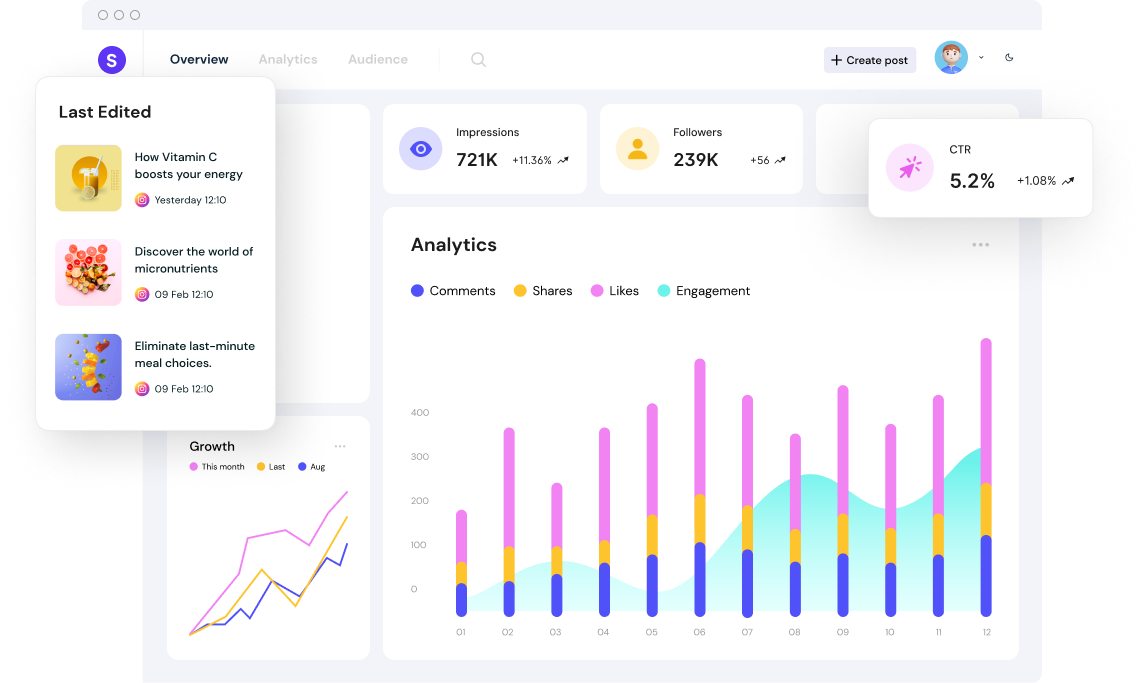 S
Overview
Analytics
Audience
Create post
Last Edited
How Vitamin C
boosts your energy
Yesterday 12:10
Discover the world of
micronutrients
09 Feb 12:10
Eliminate last-minute
meal choices.
09 Feb 12:10
Impressions
721K +11.36%
Followers
239K +56
CTR
5.2% +1.08%
Growth
This month Last Aug
Analytics
Comments Shares Likes Engagement
400
300
200
100
0
01 02 03 04 05 06 07 08 09 10 11 12